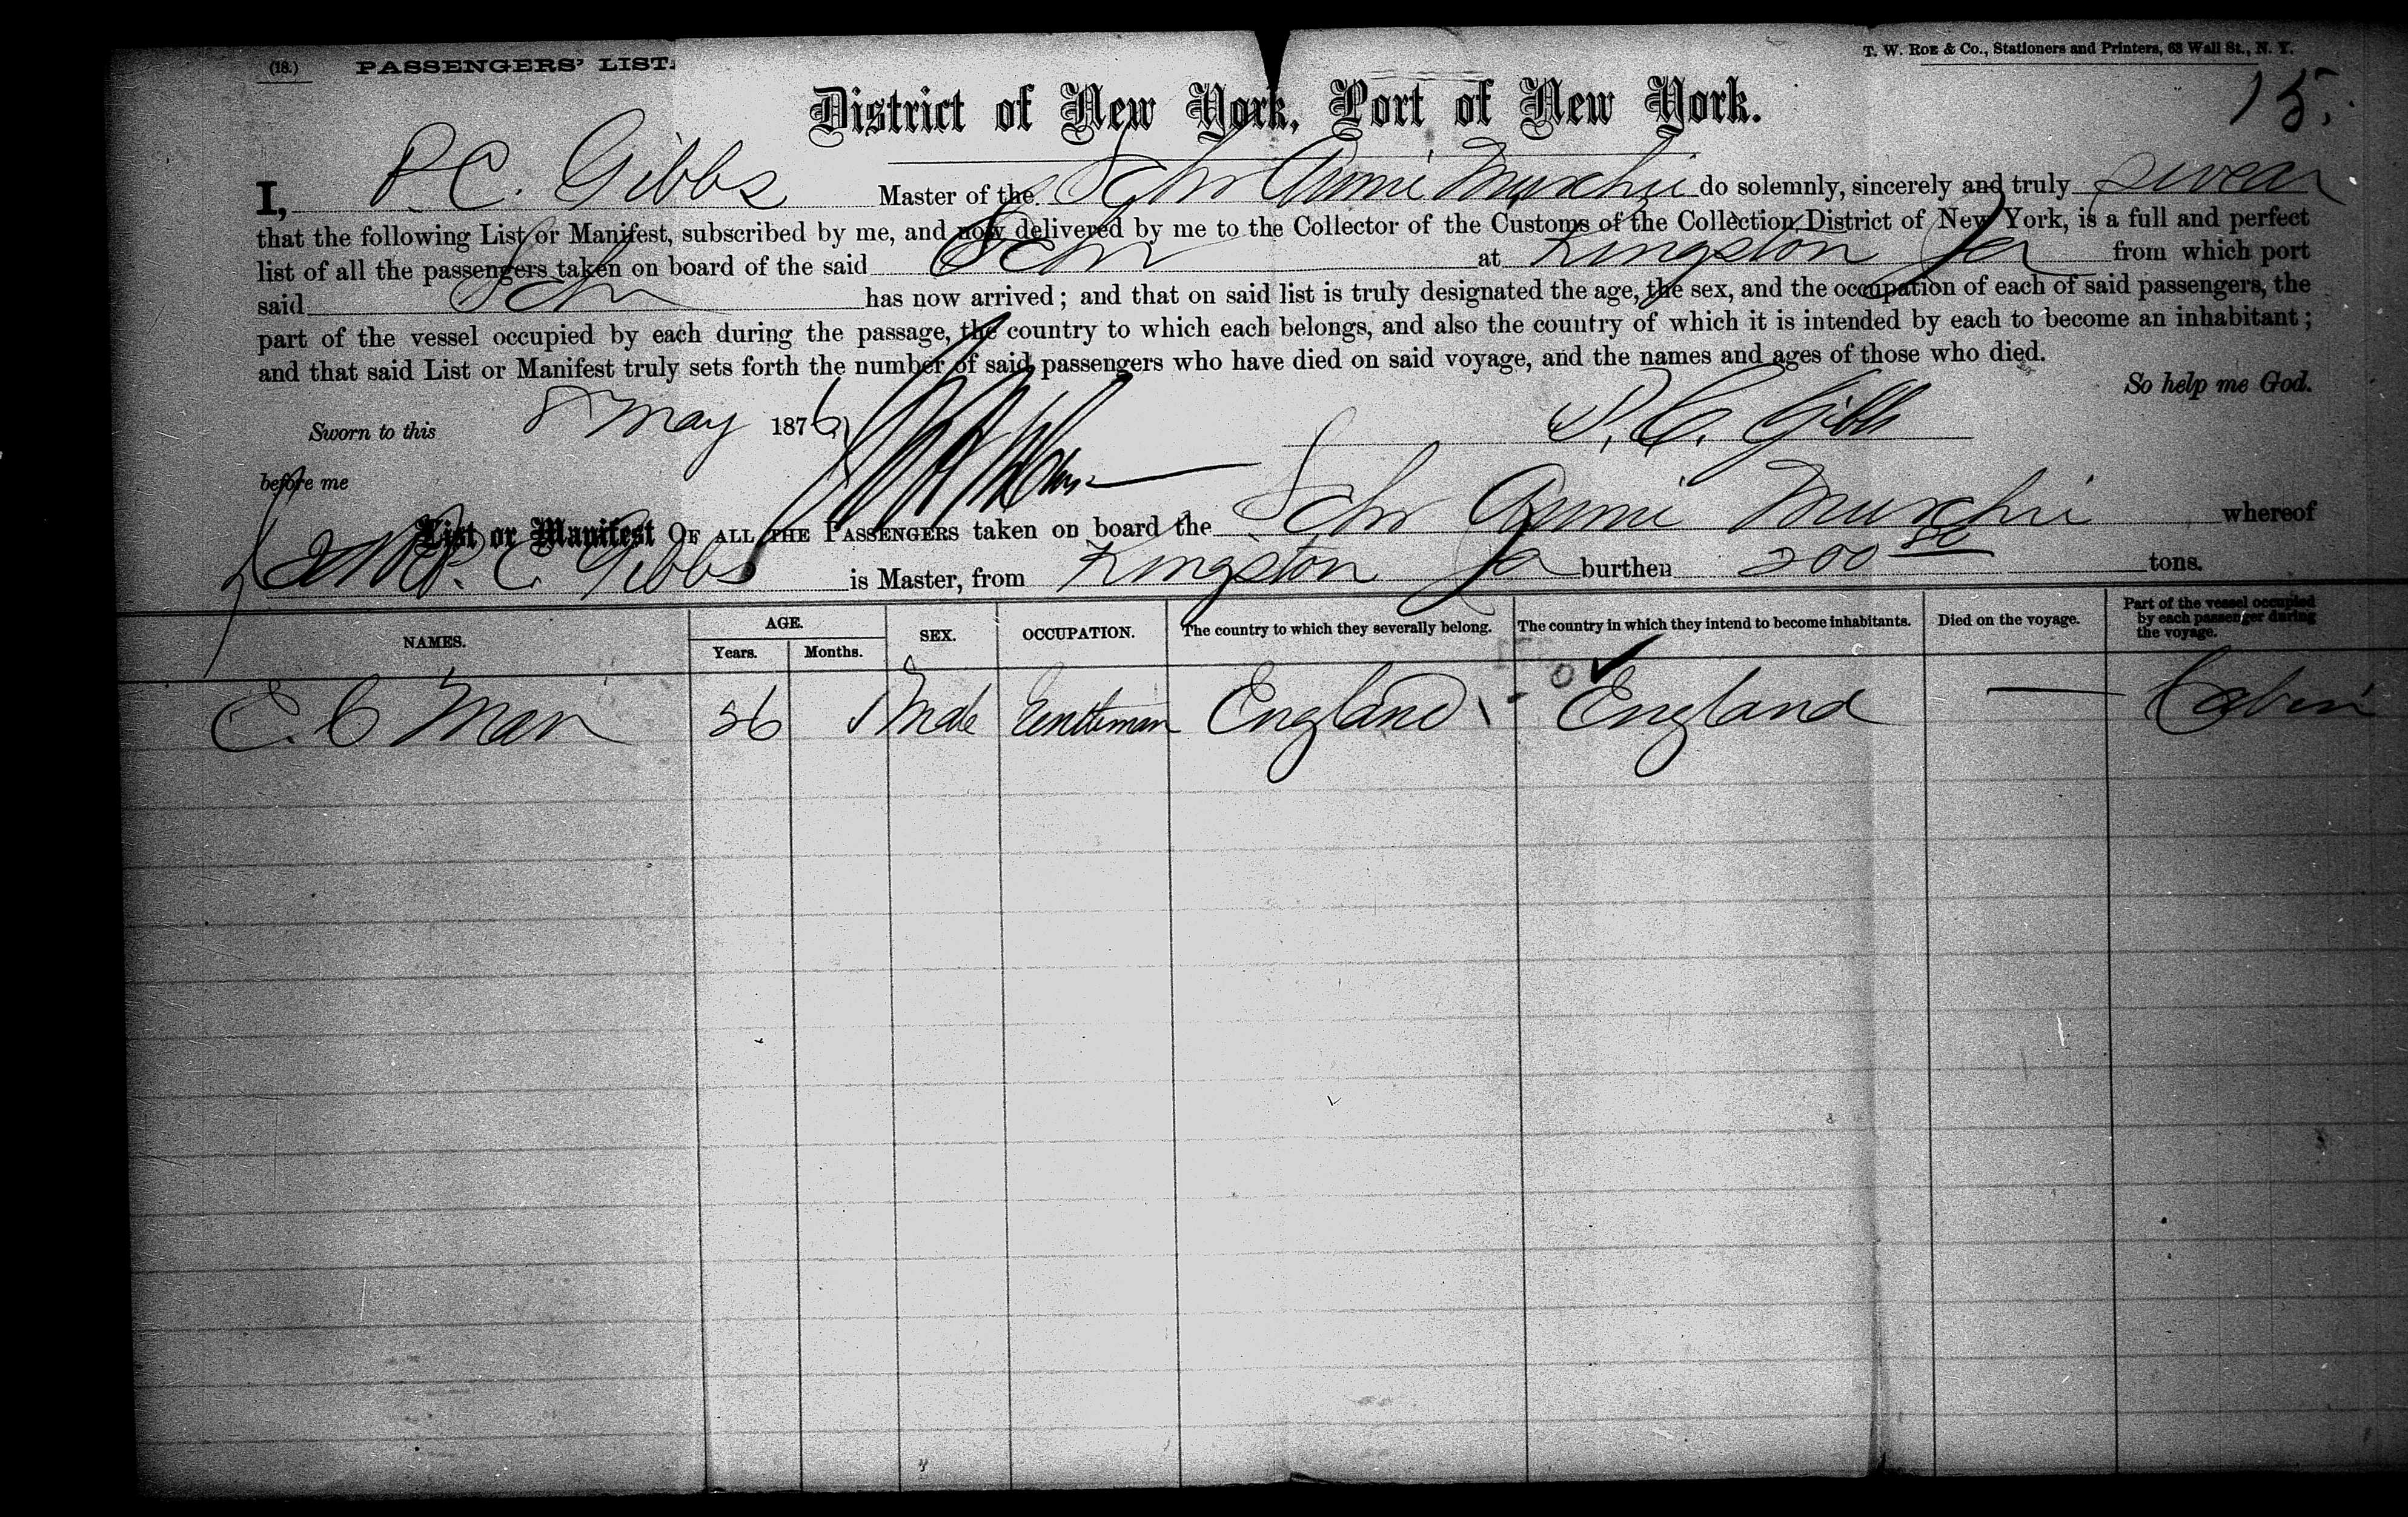 (18.) PASSENGERS' LIST. T. W. ROE & Co., Stationers and Printers, 63 Wall St., N. Y.
15.
District of New York, Port of New York.
I, P. C. Gibbs Master of the Schr Annie Murchie do solemnly, sincerely and truly swear
that the following List or Manifest, subscribed by me, and now delivered by me to the Collector of the Customs of the Collection District of New York, is a full and perfect
list of all the passengers taken on board of the said Schr at Kingston Ja from which port
said Schr has now arrived; and that on said list is truly designated the age, the sex, and the occupation of each of said passengers, the
part of the vessel occupied by each during the passage, the country to which each belongs, and also the country of which it is intended by each to become an inhabitant;
and that said List or Manifest truly sets forth the number of said passengers who have died on said voyage, and the names and ages of those who died.
So help me God.
Sworn to this 8 May 1876 P. C. Gibbs
before me
List or Manifest OF ALL THE PASSENGERS taken on board the Schr Annie Murchie whereof
P. C. Gibbs is Master, from Kingston Ja burthen 200 tons.
NAMES. AGE. Years. Months. SEX. OCCUPATION. The country to which they severally belong. The country in which they intend to become inhabitants. Died on the voyage. Part of the vessel occupied by each passenger during the voyage.
E. C Man Male Gentleman England England — Cabin